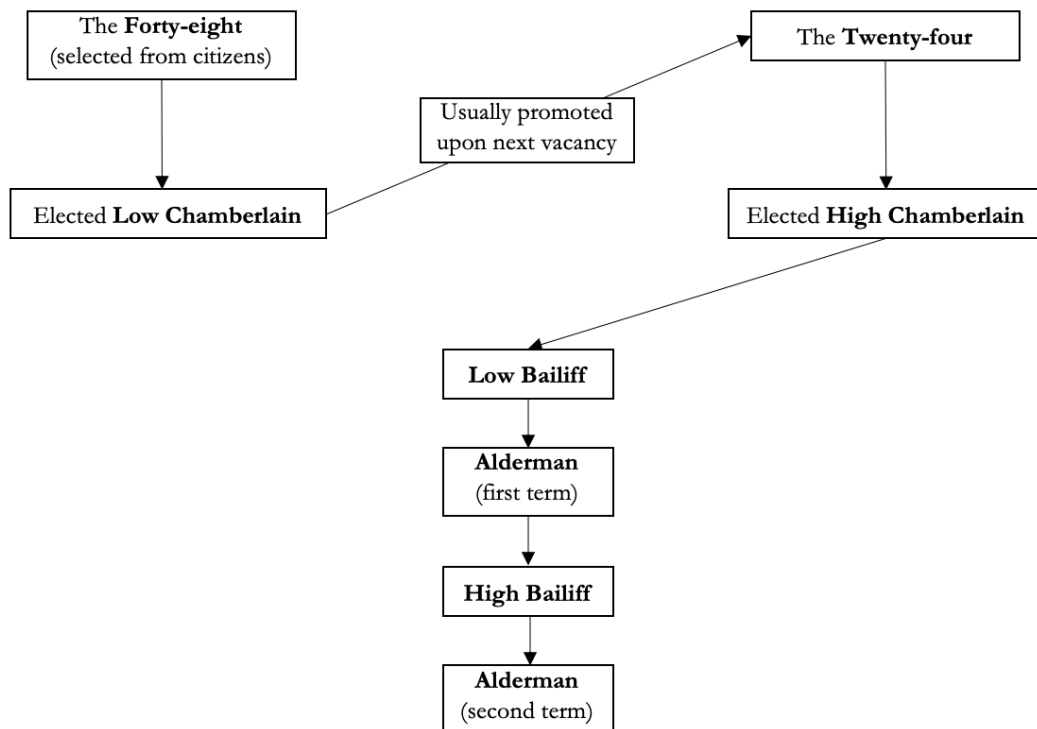 The Forty-eight
(selected from citizens)
The Twenty-four
Usually promoted
upon next vacancy
Elected Low Chamberlain
Elected High Chamberlain
Low Bailiff
Alderman
(first term)
High Bailiff
Alderman
(second term)